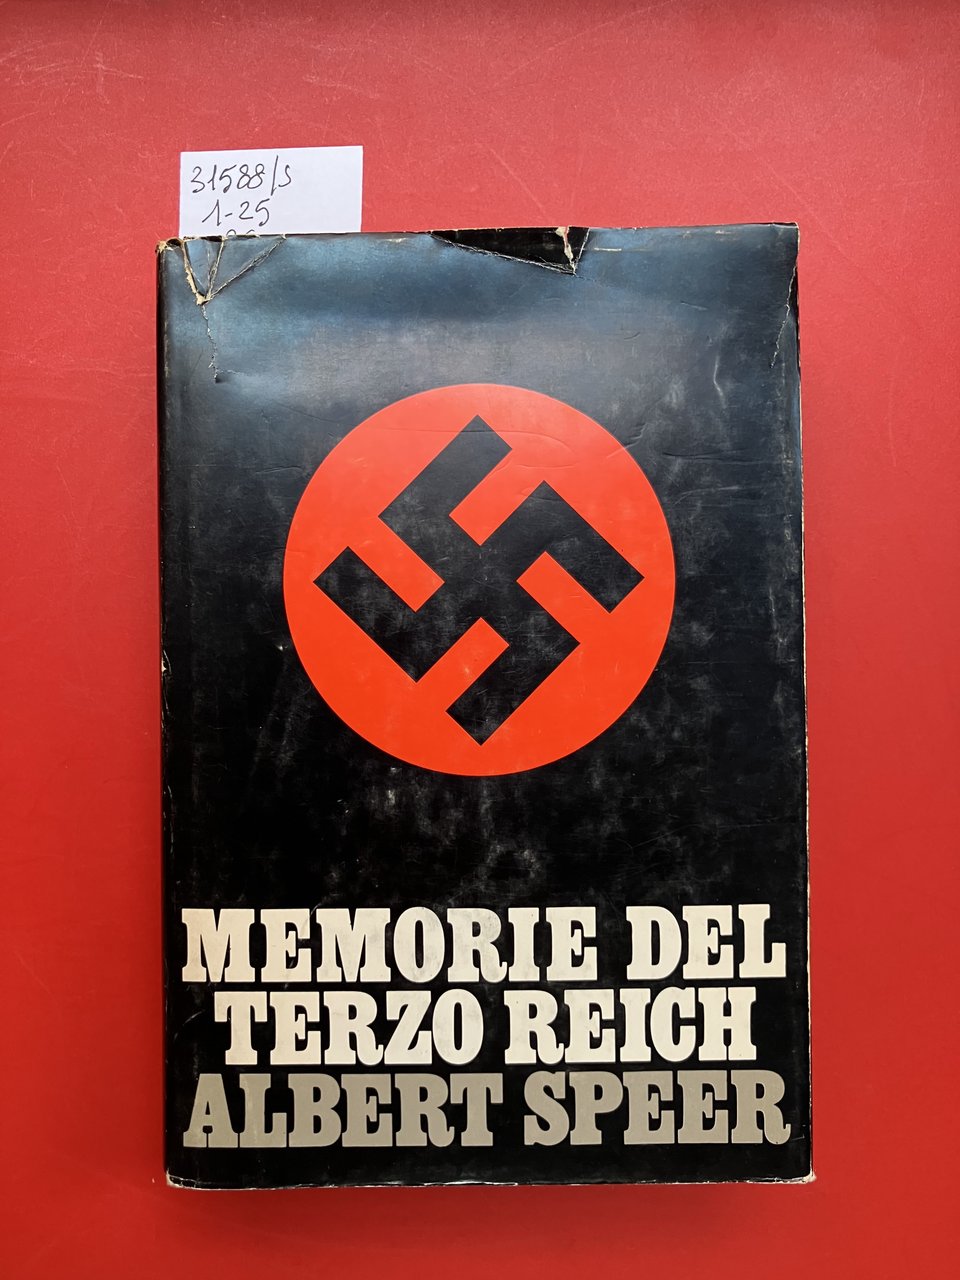 31588/s
1-25
MEMORIE DEL
TERZO REICH
ALBERT SPEER